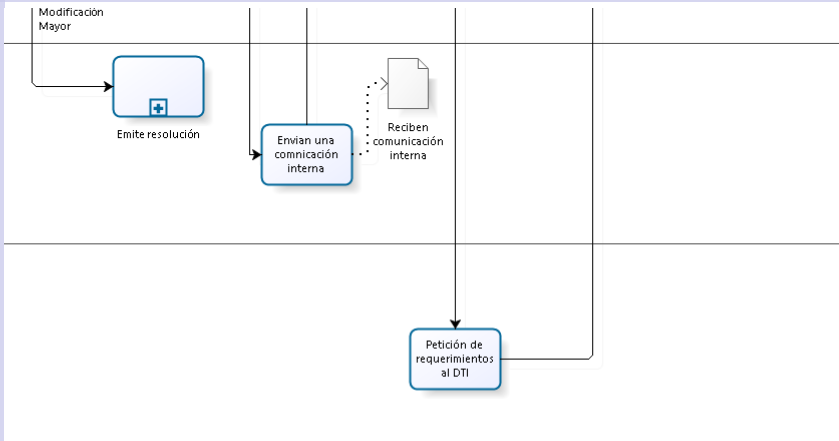 Modificación
Mayor
Emite resolución
Envian una
comnicación
interna
Reciben
comunicación
interna
Petición de
requerimientos
al DTI